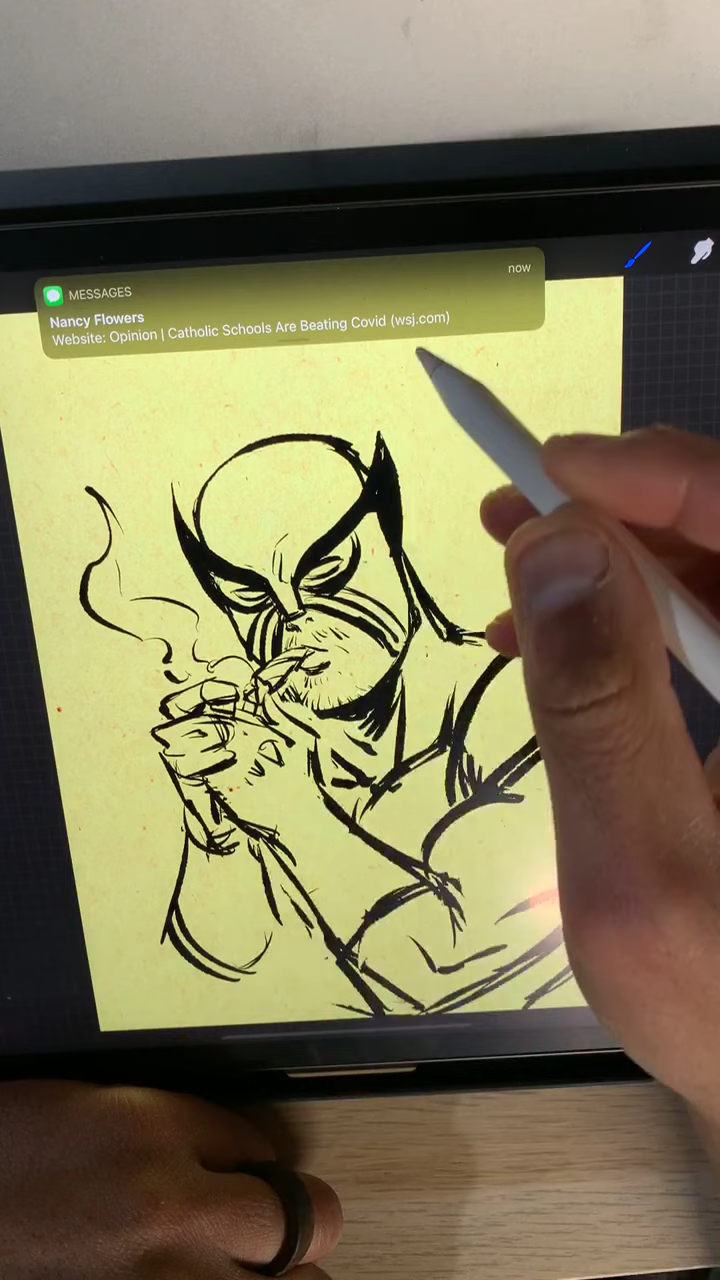 MESSAGES
now
Nancy Flowers
Website: Opinion | Catholic Schools Are Beating Covid (wsj.com)